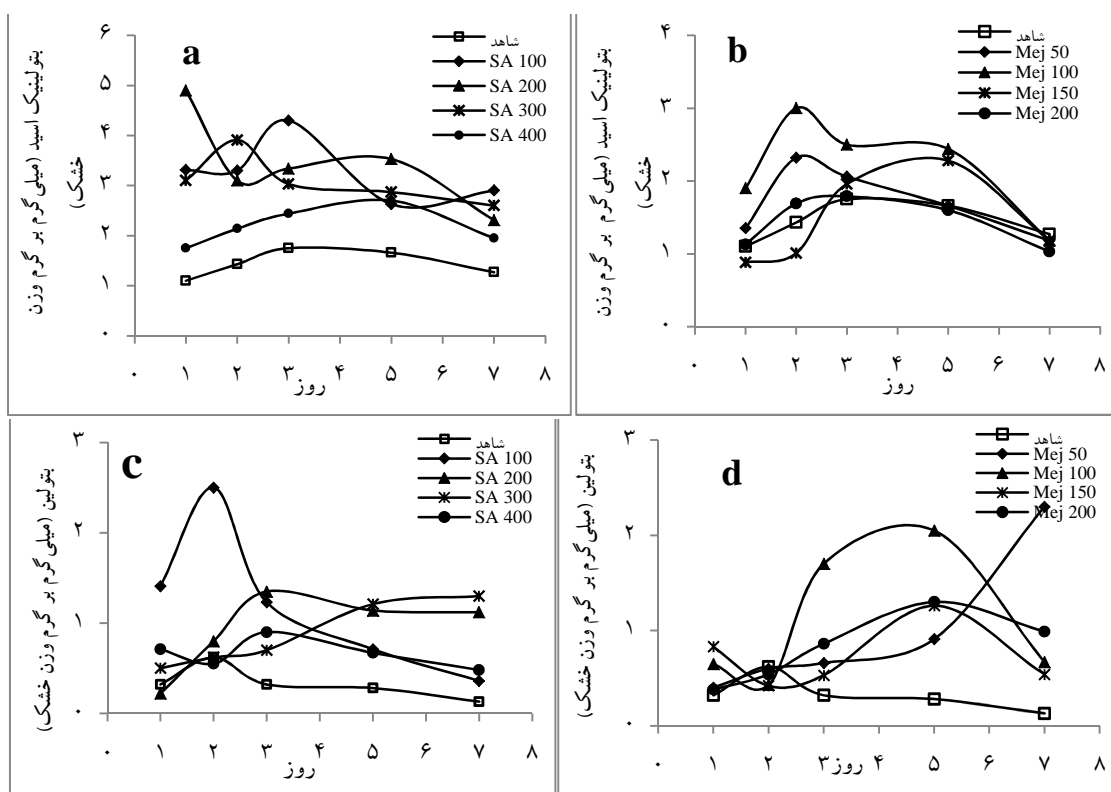 a
شاهد
SA 100
SA 200
SA 300
SA 400
بتولینیک اسید (میلی گرم بر گرم وزن
خشک)
۶
۵
۴
۳
۲
۱
۰
۰ ۱ ۲ ۳ ۴ ۵ ۶ ۷ ۸
روز
b
شاهد
Mej 50
Mej 100
Mej 150
Mej 200
بتولینیک اسید (میلی گرم بر گرم وزن
خشک)
۴
۳
۲
۱
۰
۰ ۱ ۲ ۳ ۴ ۵ ۶ ۷ ۸
روز
c
شاهد
SA 100
SA 200
SA 300
SA 400
بتولین (میلی گرم بر گرم وزن خشک)
۳
۲
۱
۰
۰ ۱ ۲ ۳ ۴ ۵ ۶ ۷ ۸
روز
d
شاهد
Mej 50
Mej 100
Mej 150
Mej 200
بتولین (میلی گرم بر گرم وزن خشک)
۳
۲
۱
۰
۰ ۱ ۲ ۳ ۴ ۵ ۶ ۷ ۸
روز